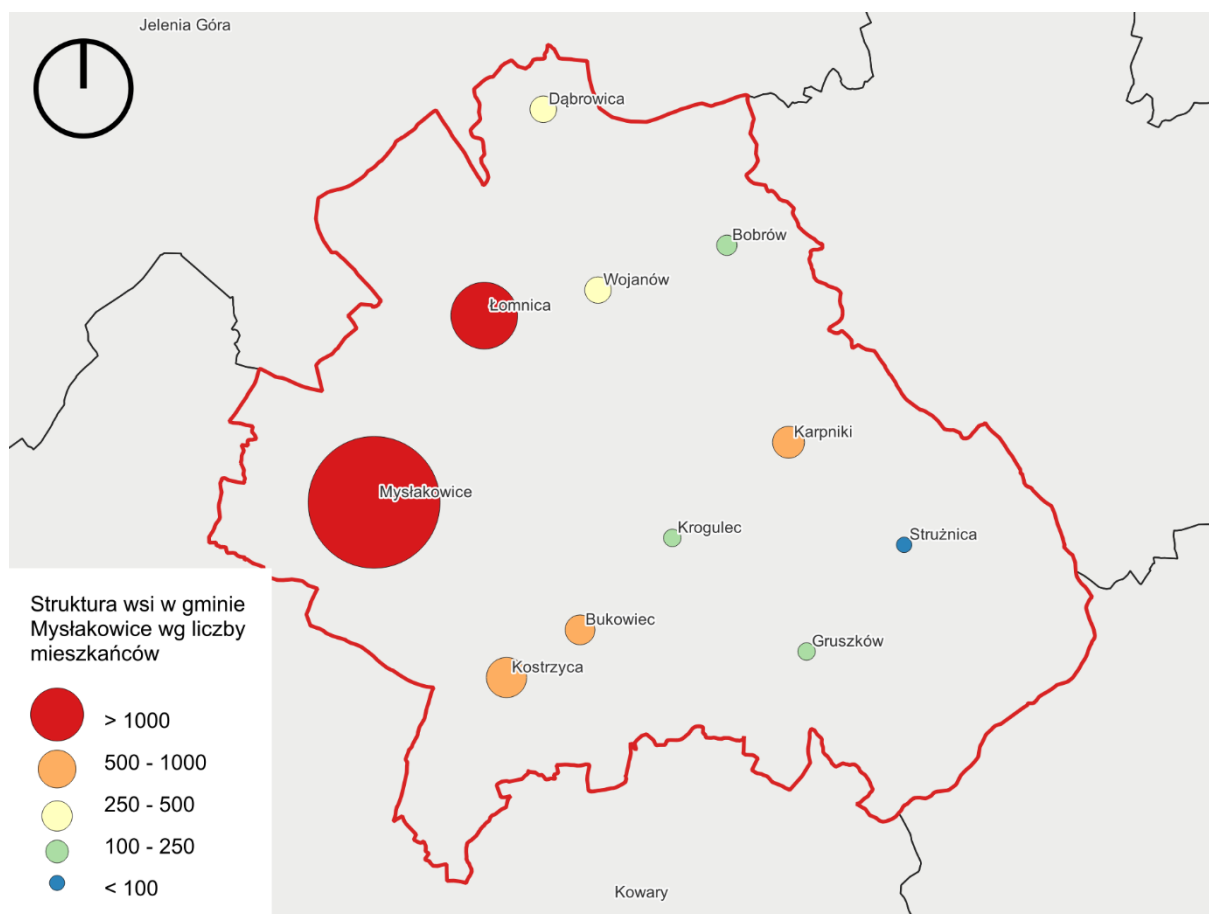 Jelenia Góra
Dąbrowica
Bobrów
Wojanów
Łomnica
Karpniki
Mysłakowice
Krogulec
Strużnica
Bukowiec
Gruszków
Kostrzyca
Struktura wsi w gminie
Mysłakowice wg liczby
mieszkańców
> 1000
500 - 1000
250 - 500
100 - 250
< 100
Kowary